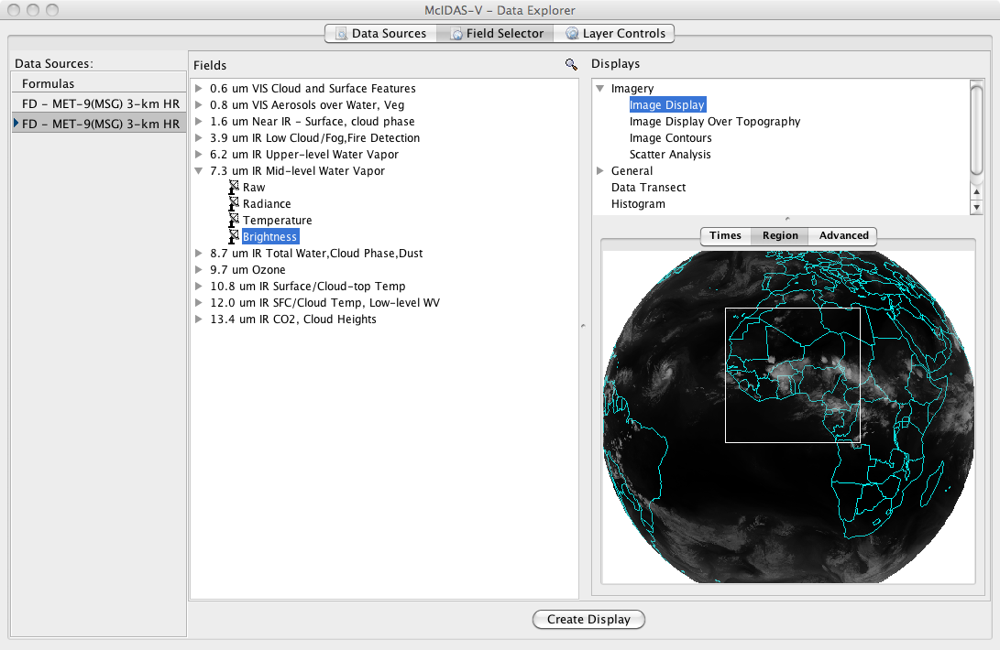 McIDAS-V - Data Explorer
Data Sources
Field Selector
Layer Controls
Data Sources:
Formulas
FD - MET-9(MSG) 3-km HR
FD - MET-9(MSG) 3-km HR
Fields
0.6 um VIS Cloud and Surface Features
0.8 um VIS Aerosols over Water, Veg
1.6 um Near IR - Surface, cloud phase
3.9 um IR Low Cloud/Fog,Fire Detection
6.2 um IR Upper-level Water Vapor
7.3 um IR Mid-level Water Vapor
Raw
Radiance
Temperature
Brightness
8.7 um IR Total Water,Cloud Phase,Dust
9.7 um Ozone
10.8 um IR Surface/Cloud-top Temp
12.0 um IR SFC/Cloud Temp, Low-level WV
13.4 um IR CO2, Cloud Heights
Displays
Imagery
Image Display
Image Display Over Topography
Image Contours
Scatter Analysis
General
Data Transect
Histogram
Times
Region
Advanced
Create Display